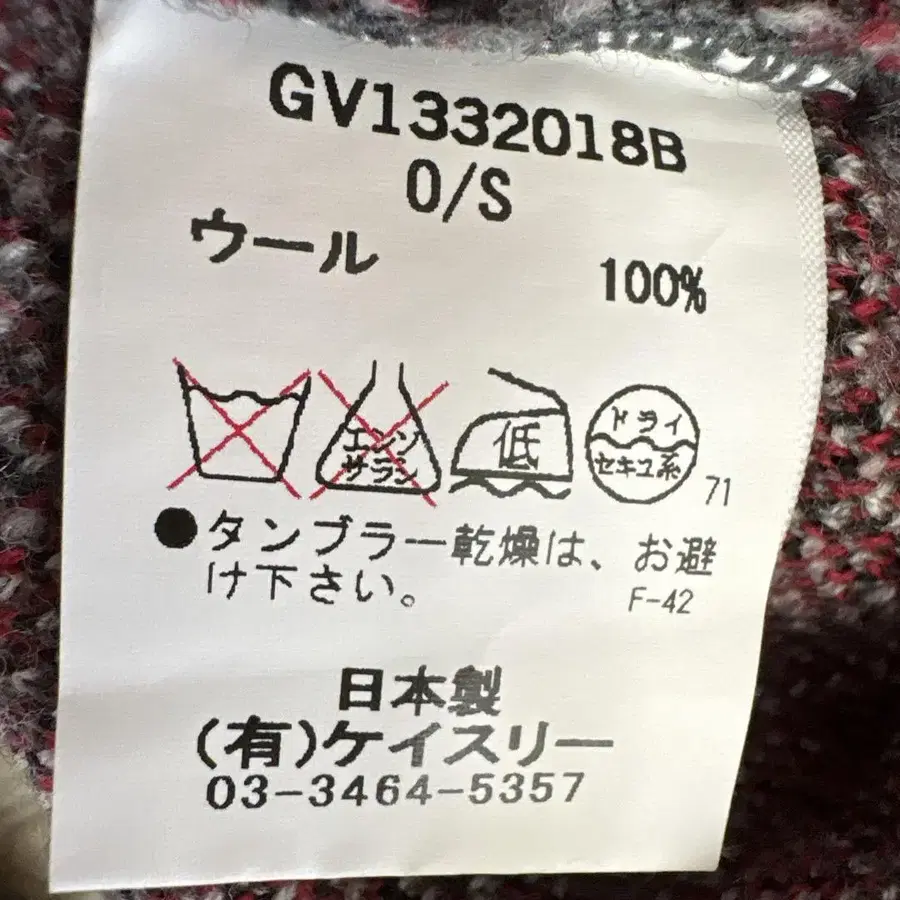 GV1332018B
O/S
ウール 100%
エンソ
サラシ
低
ドライ
セキユ系
71
●タンブラー乾燥は、お避
け下さい。
F-42
日本製
(有)ケイスリー
03-3464-5357